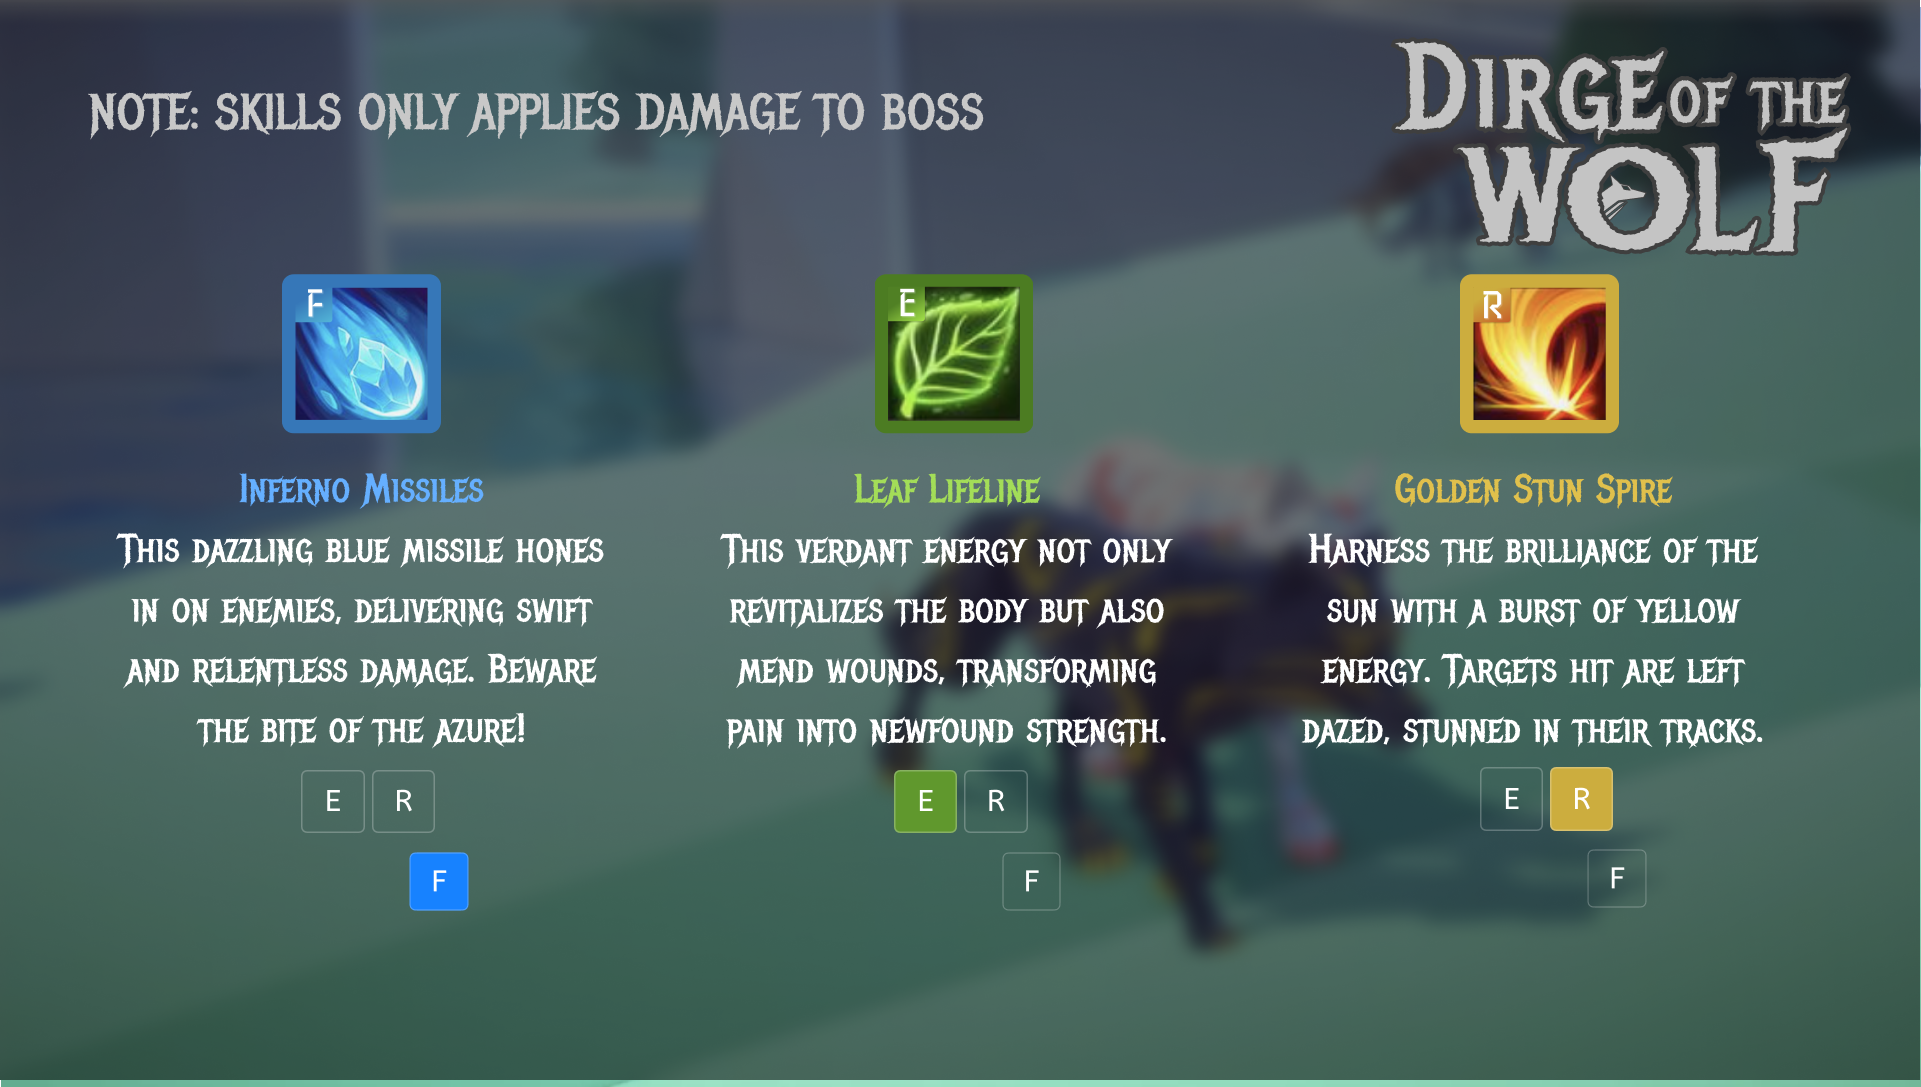 NOTE: SKILLS ONLY APPLIES DAMAGE TO BOSS
DIRGE OF THE
WOLF
F
INFERNO MISSILES
THIS DAZZLING BLUE MISSILE HONES
IN ON ENEMIES, DELIVERING SWIFT
AND RELENTLESS DAMAGE. BEWARE
THE BITE OF THE AZURE!
E R
F
E
LEAF LIFELINE
THIS VERDANT ENERGY NOT ONLY
REVITALIZES THE BODY BUT ALSO
MEND WOUNDS, TRANSFORMING
PAIN INTO NEWFOUND STRENGTH.
E R
F
R
GOLDEN STUN SPIRE
HARNESS THE BRILLIANCE OF THE
SUN WITH A BURST OF YELLOW
ENERGY. TARGETS HIT ARE LEFT
DAZED, STUNNED IN THEIR TRACKS.
E R
F